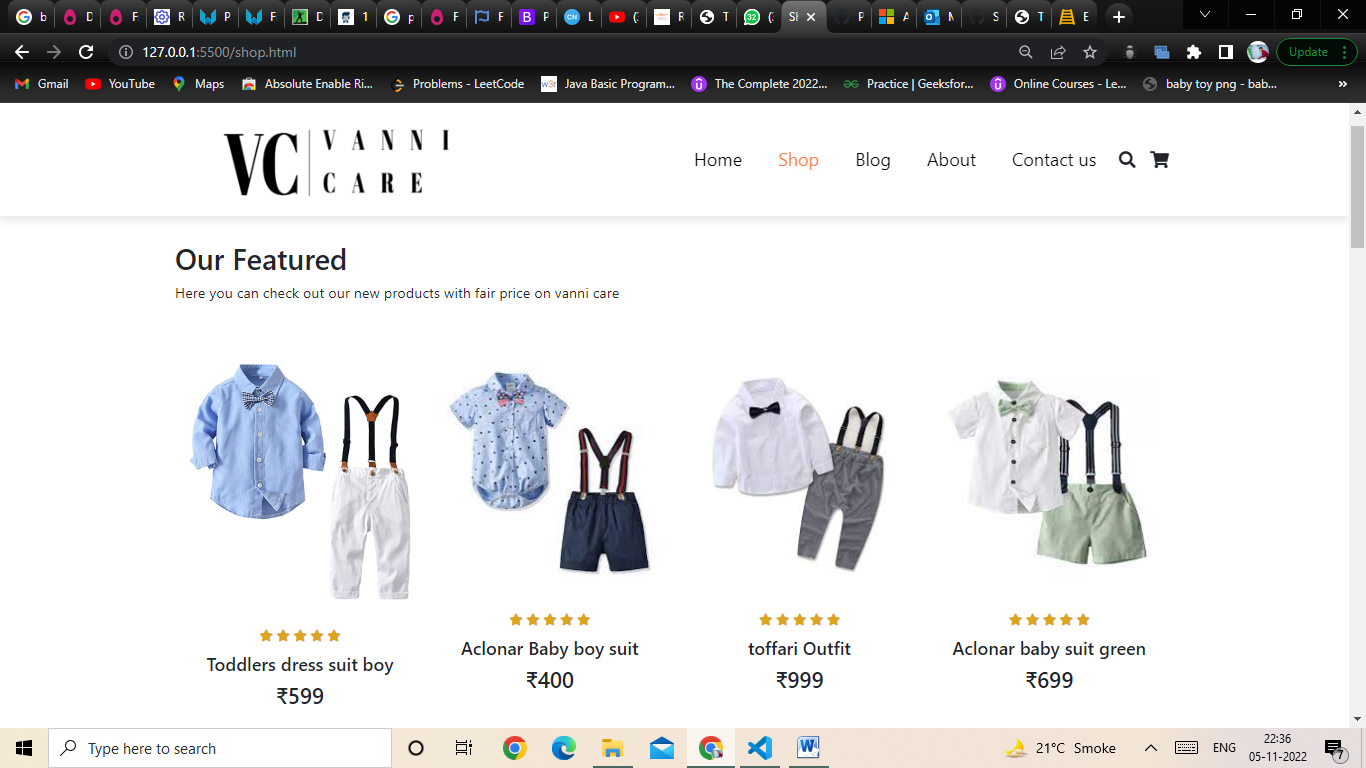 b D F R P F D 1 p F F P L (: R T (: SI P A M S T E
127.0.0.1:5500/shop.html Update
Gmail YouTube Maps Absolute Enable Ri... Problems - LeetCode w3r Java Basic Program... The Complete 2022... Practice | Geeksfor... Online Courses - Le... baby toy png - bab... »
VC VANNI
CARE
Home Shop Blog About Contact us
Our Featured
Here you can check out our new products with fair price on vanni care
Toddlers dress suit boy
₹599
Aclonar Baby boy suit
₹400
toffari Outfit
₹999
Aclonar baby suit green
₹699
Type here to search 21°C Smoke ENG 22:36
05-11-2022 7